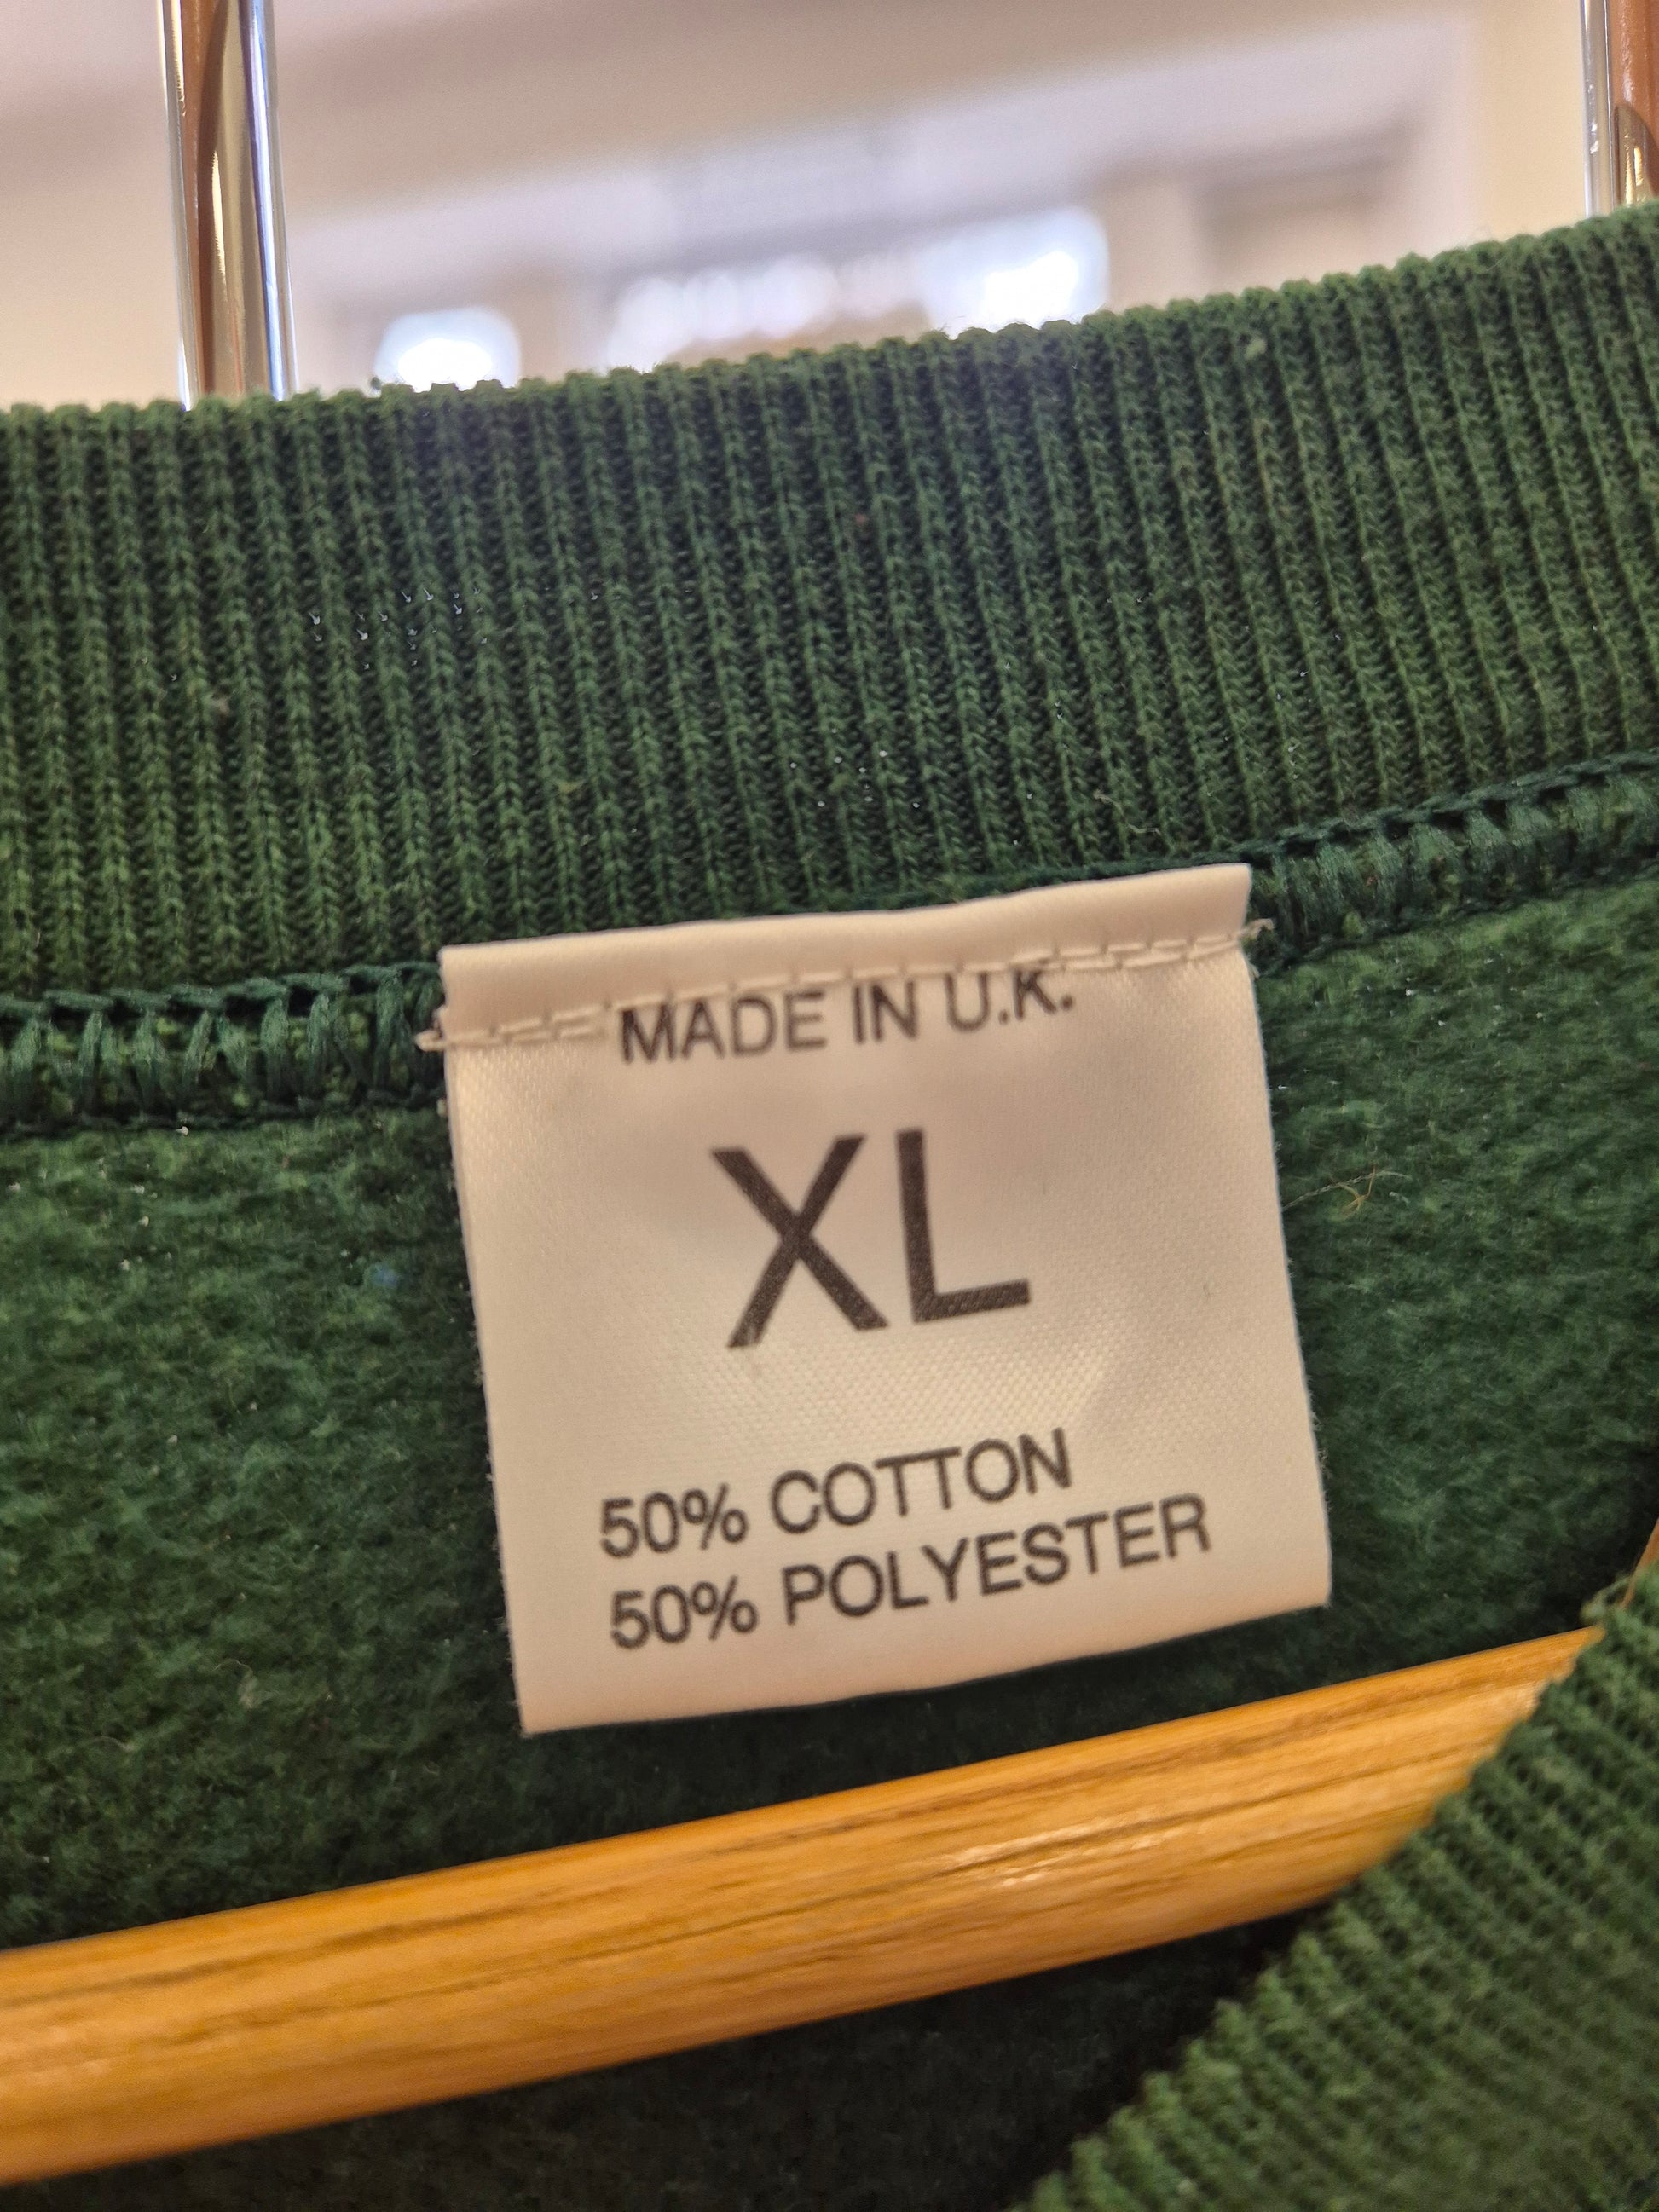 MADE IN U.K.
XL
50% COTTON
50% POLYESTER